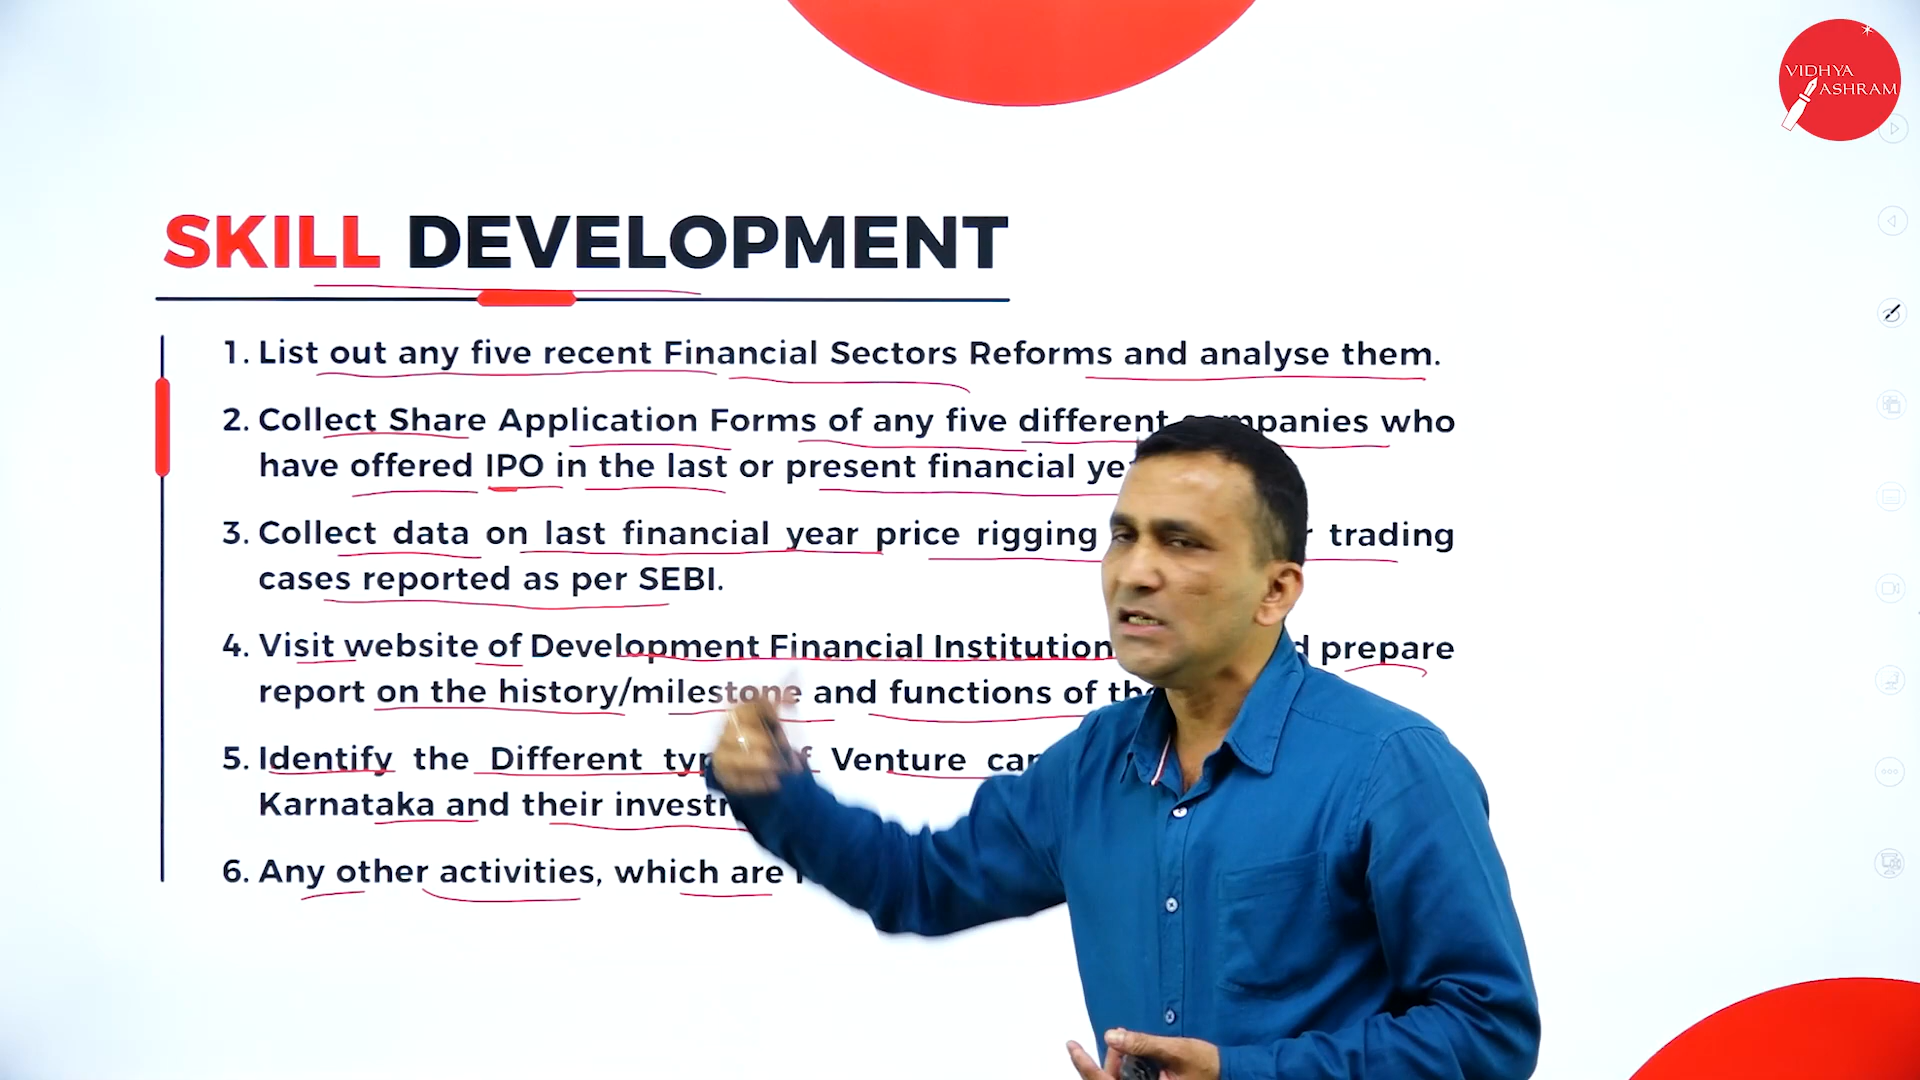 VIDHYA
ASHRAM
SKILL DEVELOPMENT
1. List out any five recent Financial Sectors Reforms and analyse them.
2. Collect Share Application Forms of any five different companies who
have offered IPO in the last or present financial
3. Collect data on last financial year price rigging trading
cases reported as per SEBI.
4. Visit website of Development Financial Institution prepare
report on the history/milestone and functions of
5. Identify the Different Venture
Karnataka and their
6. Any other activities, which are